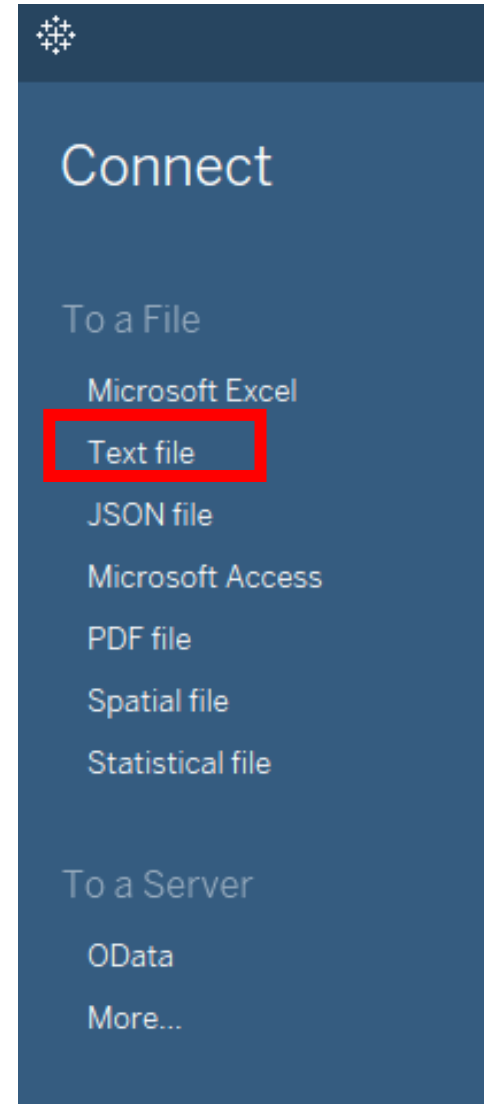 Connect
To a File
Microsoft Excel
Text file
JSON file
Microsoft Access
PDF file
Spatial file
Statistical file
To a Server
OData
More...